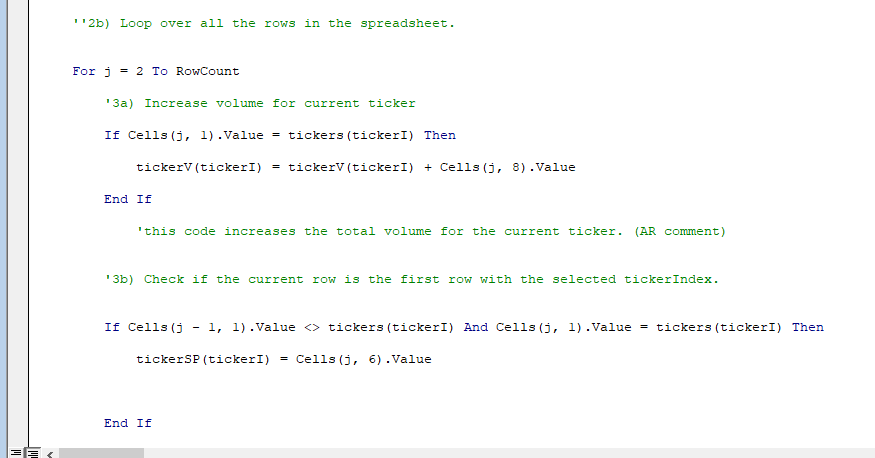 ''2b) Loop over all the rows in the spreadsheet.
For j = 2 To RowCount
'3a) Increase volume for current ticker
If Cells(j, 1).Value = tickers(tickerI) Then
tickerV(tickerI) = tickerV(tickerI) + Cells(j, 8).Value
End If
'this code increases the total volume for the current ticker. (AR comment)
'3b) Check if the current row is the first row with the selected tickerIndex.
If Cells(j - 1, 1).Value <> tickers(tickerI) And Cells(j, 1).Value = tickers(tickerI) Then
tickerSP(tickerI) = Cells(j, 6).Value
End If